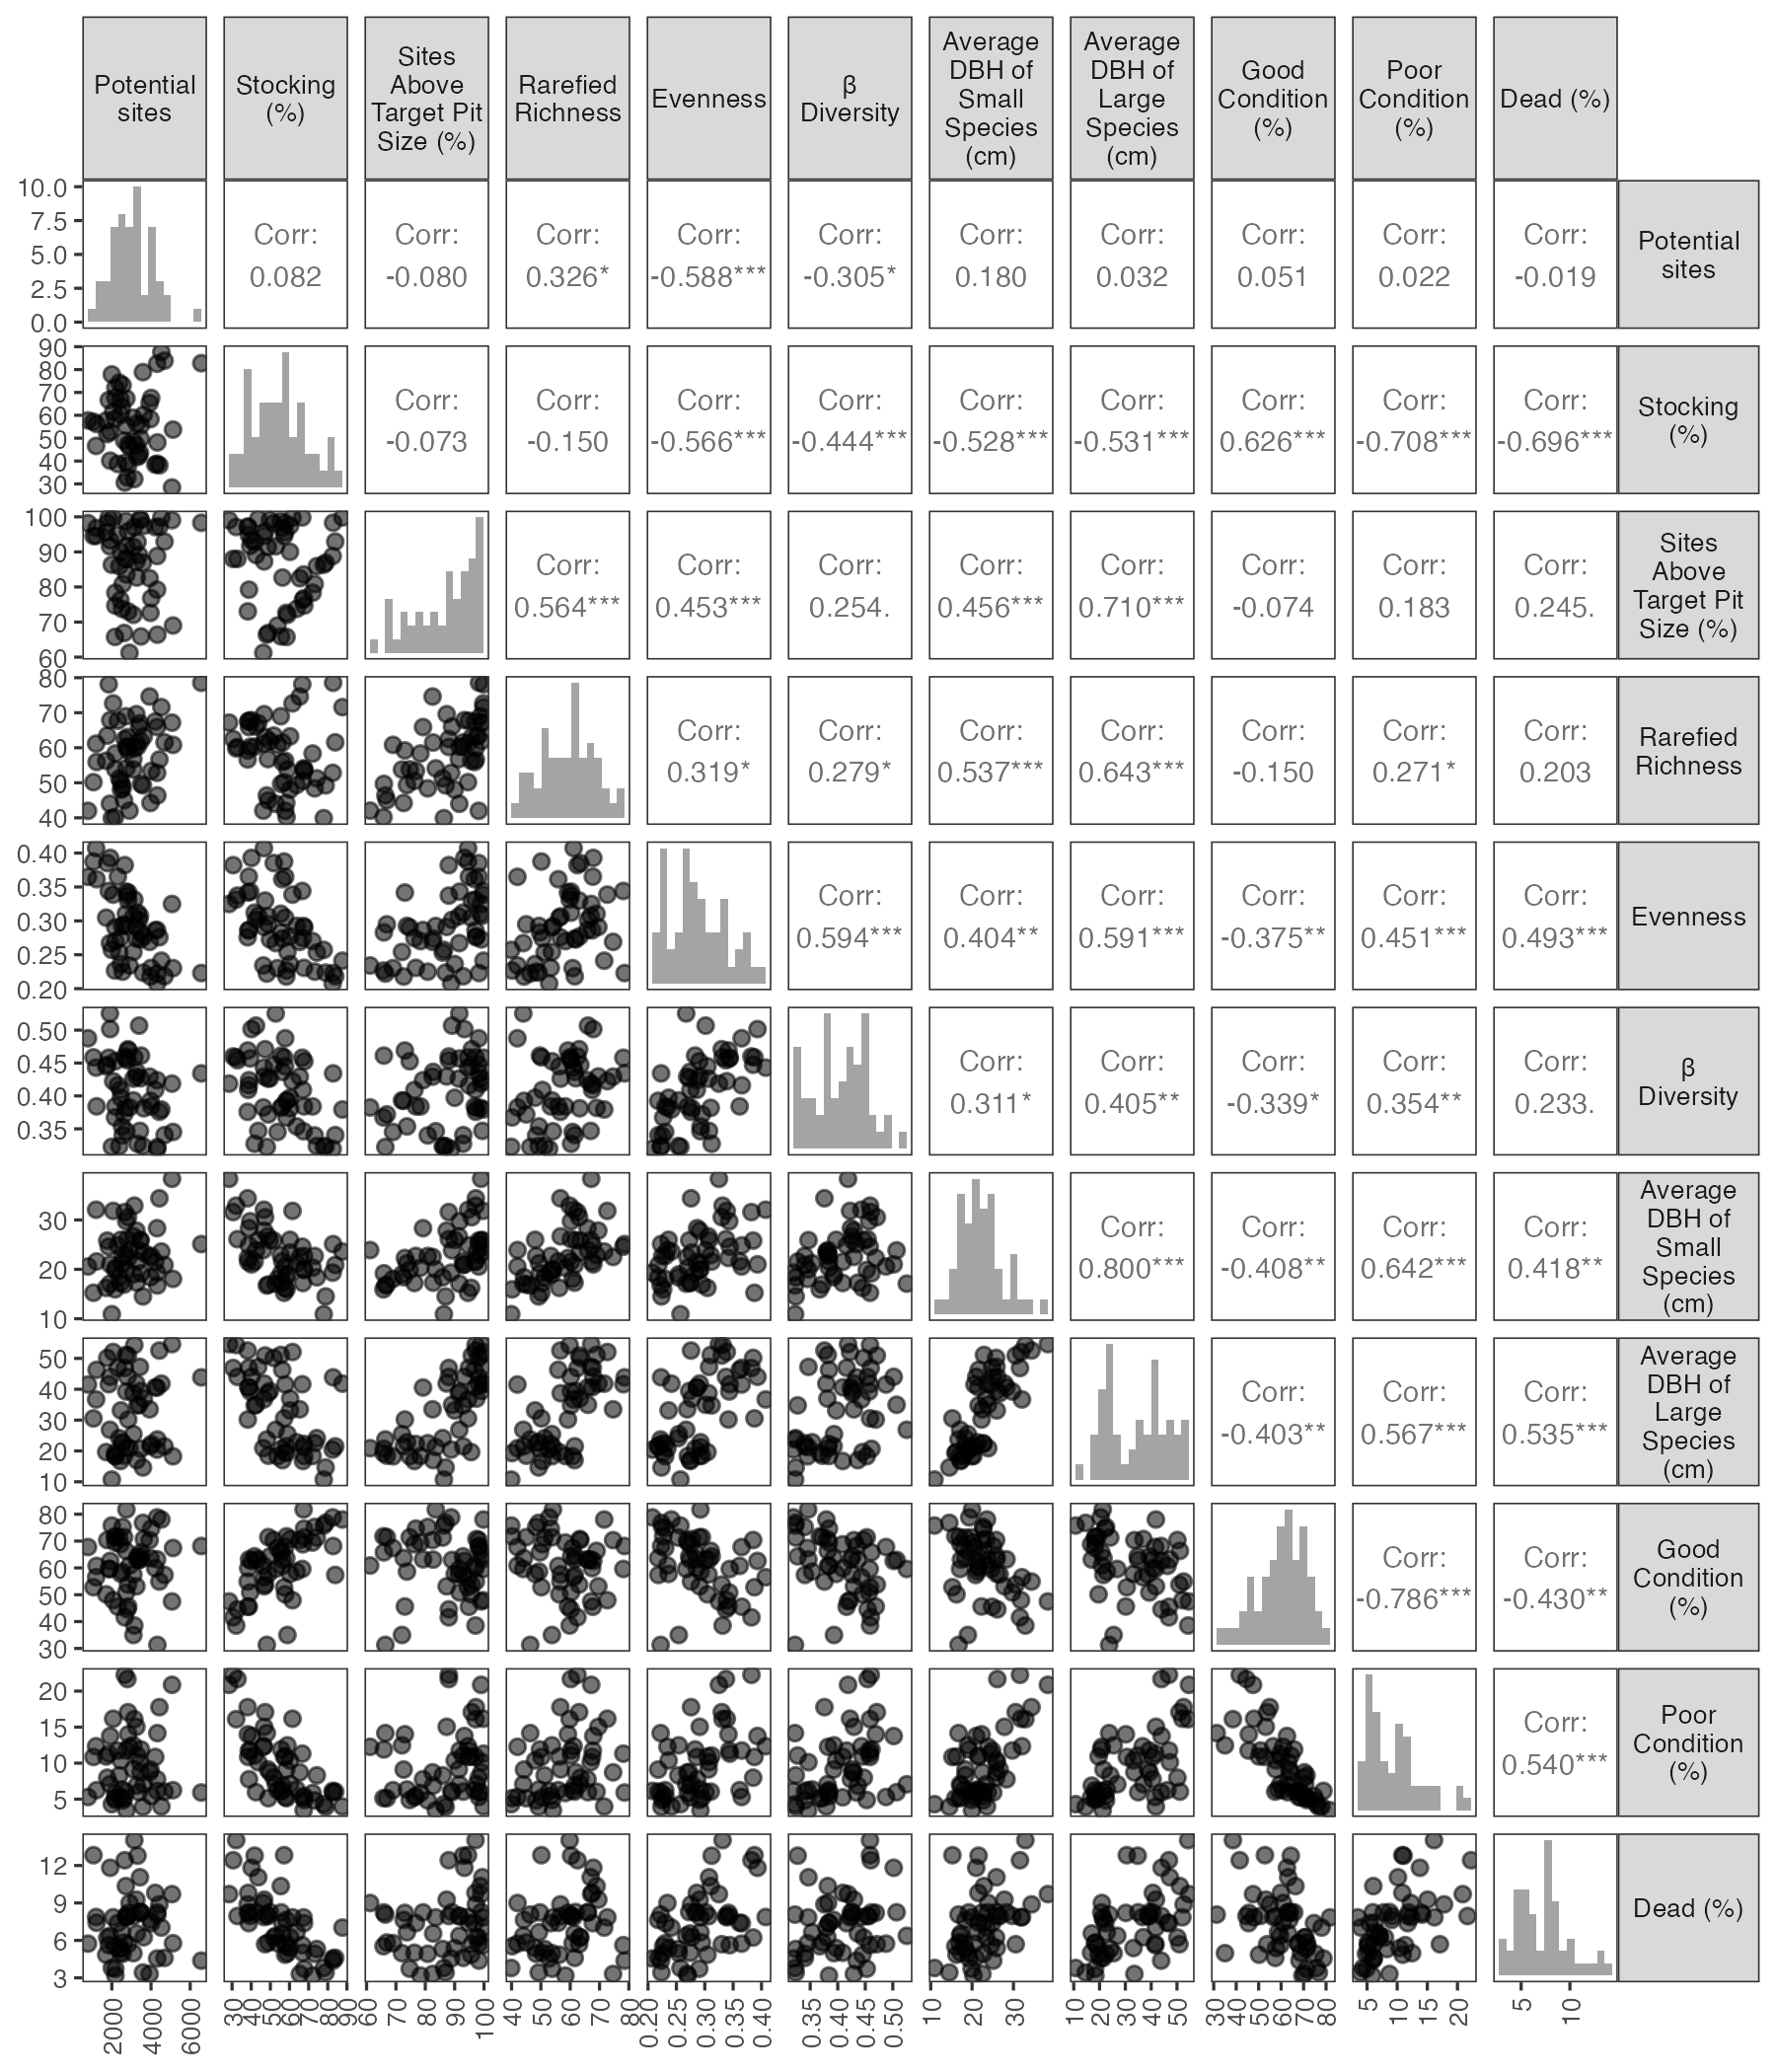 Potential
sites
Stocking
(%)
Sites
Above
Target Pit
Size (%)
Rarefied
Richness
Evenness
β
Diversity
Average
DBH of
Small
Species
(cm)
Average
DBH of
Large
Species
(cm)
Good
Condition
(%)
Poor
Condition
(%)
Dead (%)
10.0
7.5
5.0
2.5
0.0
Corr:
0.082
Corr:
-0.080
Corr:
0.326*
Corr:
-0.588***
Corr:
-0.305*
Corr:
0.180
Corr:
0.032
Corr:
0.051
Corr:
0.022
Corr:
-0.019
Potential
sites
90
80
70
60
50
40
30
Corr:
-0.073
Corr:
-0.150
Corr:
-0.566***
Corr:
-0.444***
Corr:
-0.528***
Corr:
-0.531***
Corr:
0.626***
Corr:
-0.708***
Corr:
-0.696***
Stocking
(%)
100
90
80
70
60
Corr:
0.564***
Corr:
0.453***
Corr:
0.254.
Corr:
0.456***
Corr:
0.710***
Corr:
-0.074
Corr:
0.183
Corr:
0.245.
Sites
Above
Target Pit
Size (%)
80
70
60
50
40
Corr:
0.319*
Corr:
0.279*
Corr:
0.537***
Corr:
0.643***
Corr:
-0.150
Corr:
0.271*
Corr:
0.203
Rarefied
Richness
0.40
0.35
0.30
0.25
0.20
Corr:
0.594***
Corr:
0.404**
Corr:
0.591***
Corr:
-0.375**
Corr:
0.451***
Corr:
0.493***
Evenness
0.50
0.45
0.40
0.35
Corr:
0.311*
Corr:
0.405**
Corr:
-0.339*
Corr:
0.354**
Corr:
0.233.
β
Diversity
30
20
10
Corr:
0.800***
Corr:
-0.408**
Corr:
0.642***
Corr:
0.418**
Average
DBH of
Small
Species
(cm)
50
40
30
20
10
Corr:
-0.403**
Corr:
0.567***
Corr:
0.535***
Average
DBH of
Large
Species
(cm)
80
70
60
50
40
30
Corr:
-0.786***
Corr:
-0.430**
Good
Condition
(%)
20
15
10
5
Corr:
0.540***
Poor
Condition
(%)
12
9
6
3
Dead (%)
2000
4000
6000
30
40
50
60
70
80
90
60
70
80
90
100
40
50
60
70
80
0.20
0.25
0.30
0.35
0.40
0.35
0.40
0.45
0.50
10
20
30
10
20
30
40
50
30
40
50
60
70
80
5
10
15
20
5
10